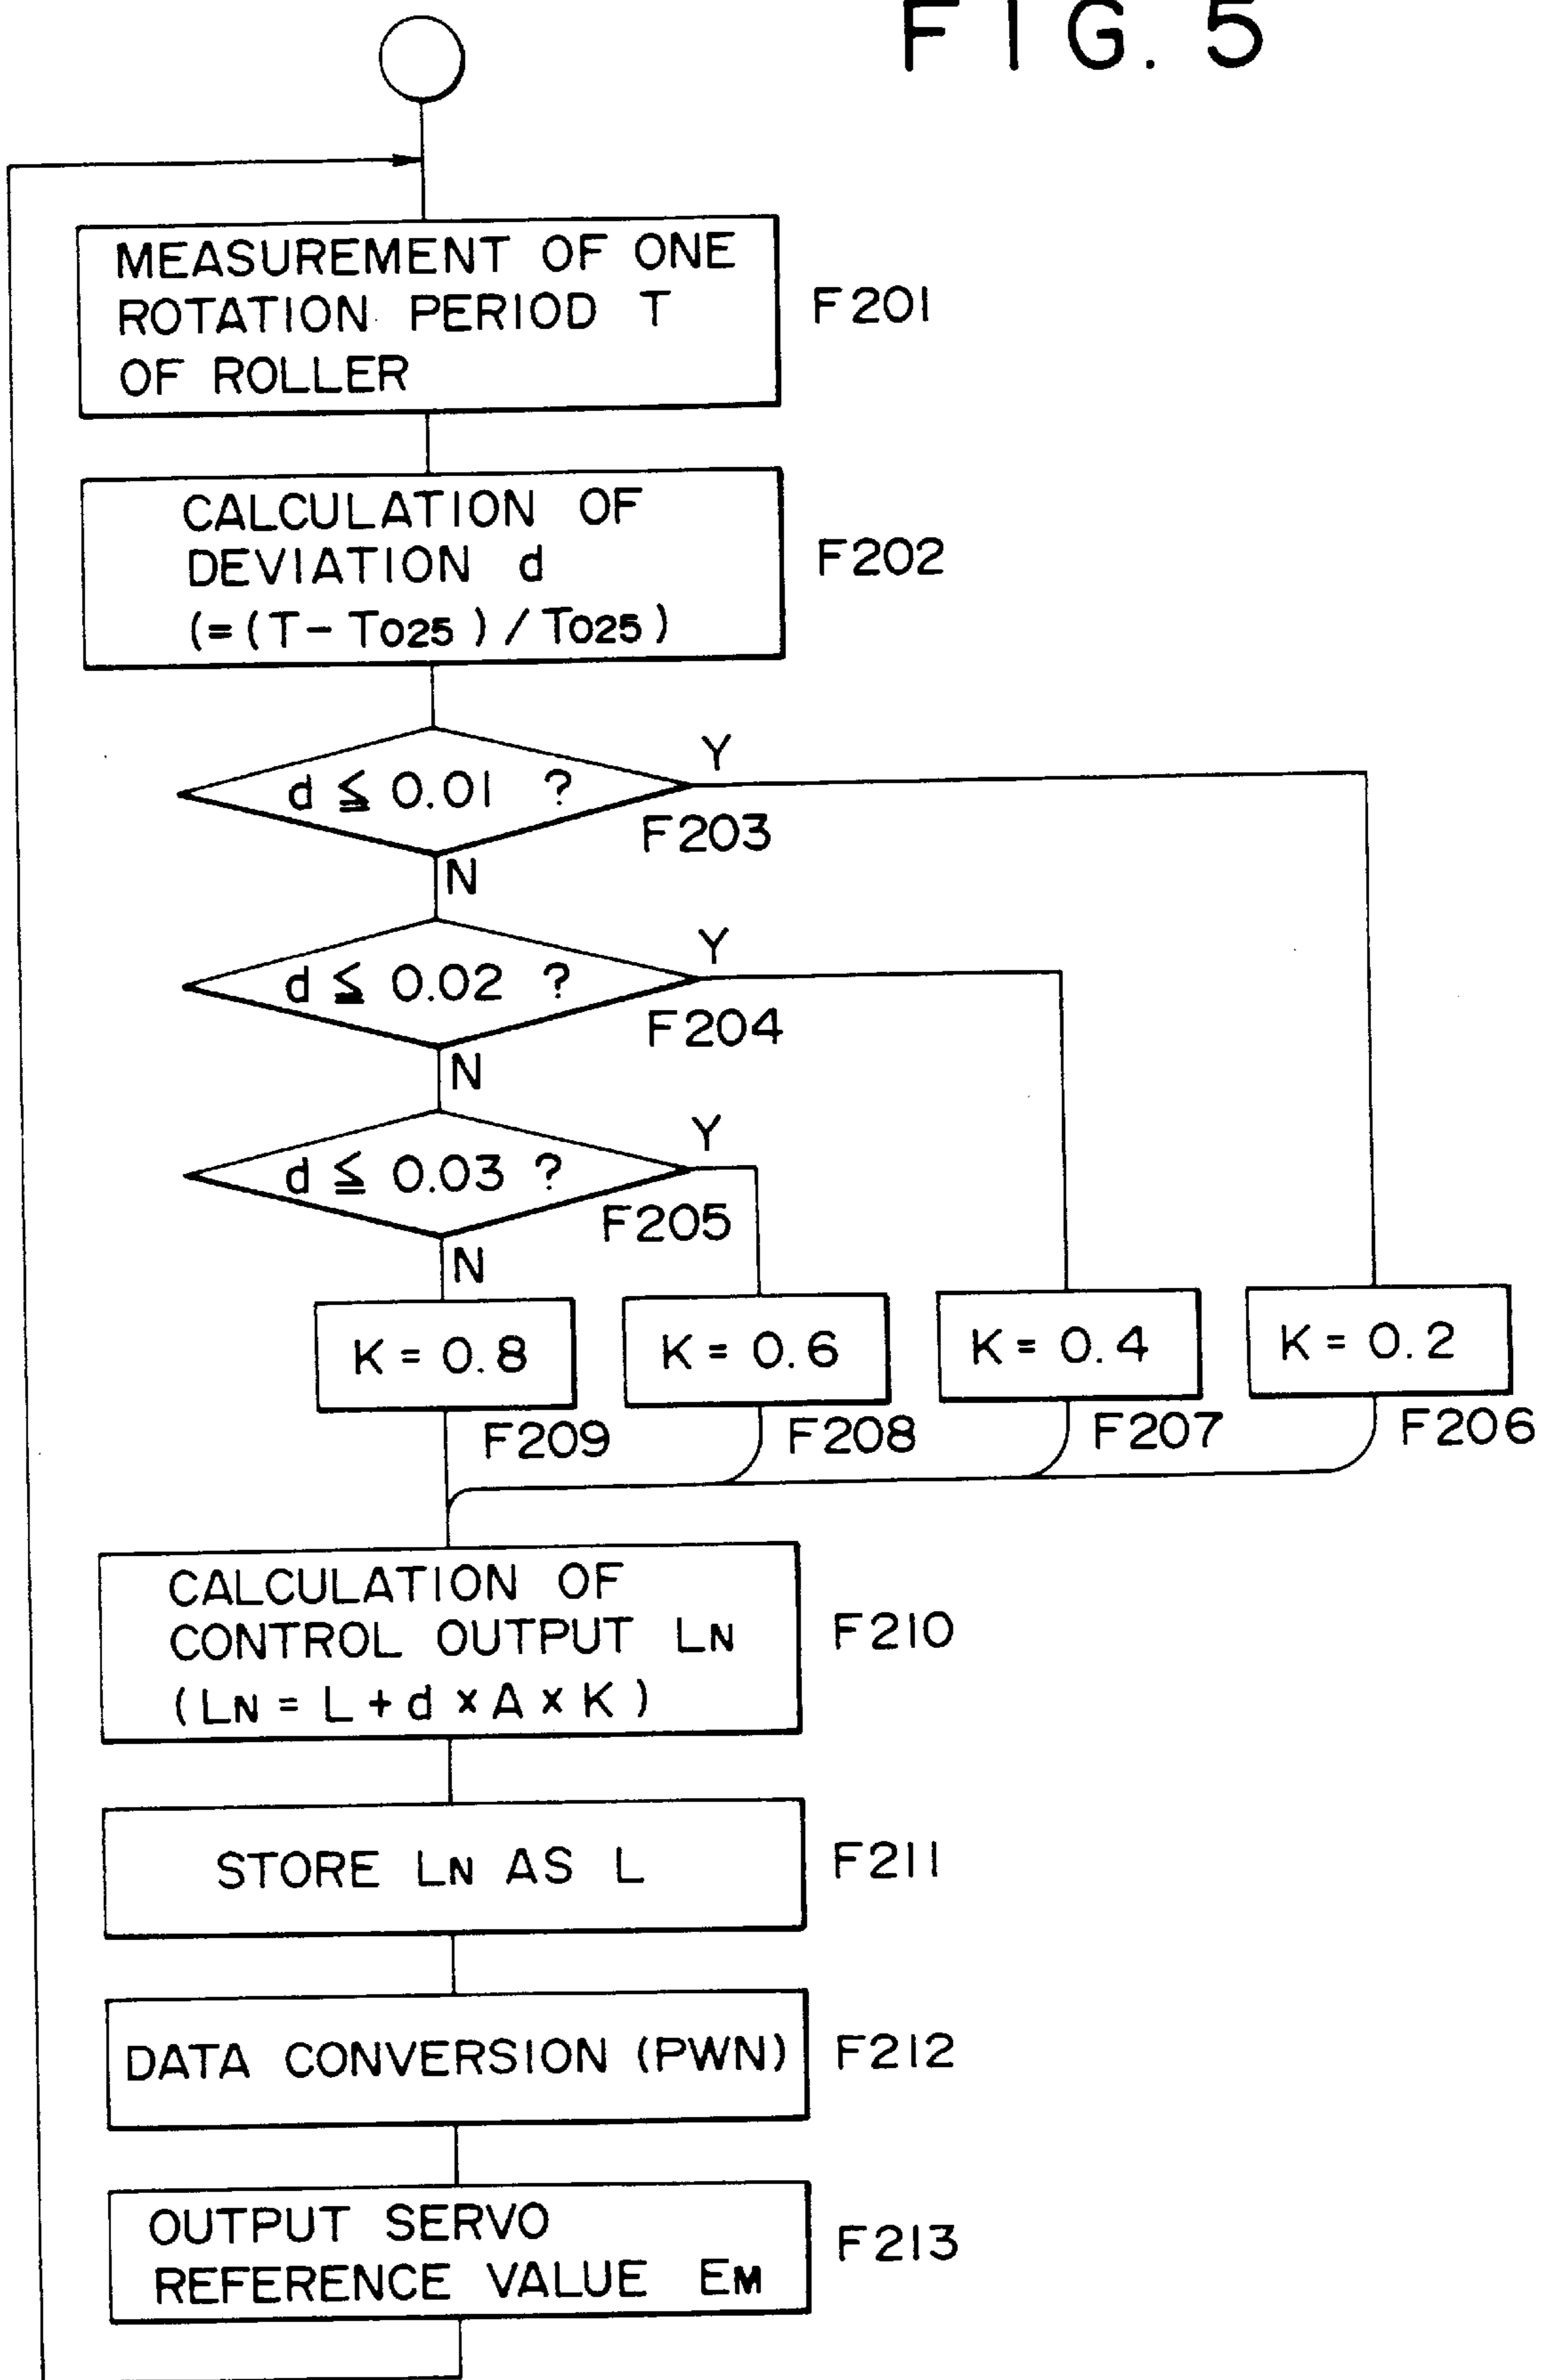 FIG. 5
MEASUREMENT OF ONE
ROTATION PERIOD T
OF ROLLER
F201
CALCULATION OF
DEVIATION d
(=(T-T025)/T025)
F202
d ≦ 0.01 ?
Y
F203
N
d ≦ 0.02 ?
Y
F204
N
d ≦ 0.03 ?
Y
F205
N
K = 0.8
K = 0.6
K = 0.4
K = 0.2
F209
F208
F207
F206
CALCULATION OF
CONTROL OUTPUT LN
(LN = L + d × A × K)
F210
STORE LN AS L
F211
DATA CONVERSION (PWN)
F212
OUTPUT SERVO
REFERENCE VALUE EM
F213